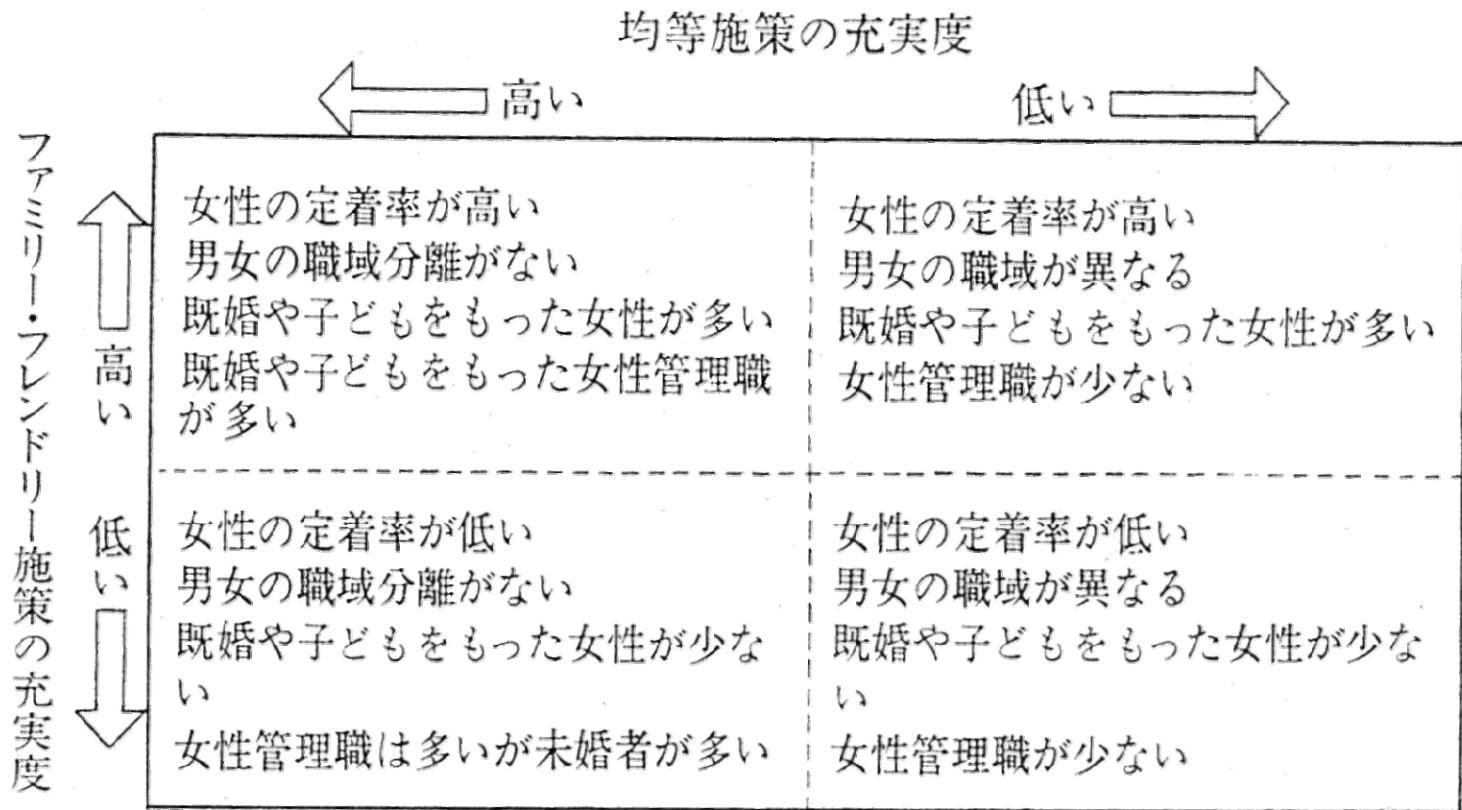 均等施策の充実度
高い
低い
ファミリー・フレンドリー施策の充実度
高い
女性の定着率が高い
男女の職域分離がない
既婚や子どもをもった女性が多い
既婚や子どもをもった女性管理職
が多い
女性の定着率が高い
男女の職域が異なる
既婚や子どもをもった女性が多い
女性管理職が少ない
低い
女性の定着率が低い
男女の職域分離がない
既婚や子どもをもった女性が少な
い
女性管理職は多いが未婚者が多い
女性の定着率が低い
男女の職域が異なる
既婚や子どもをもった女性が少な
い
女性管理職が少ない